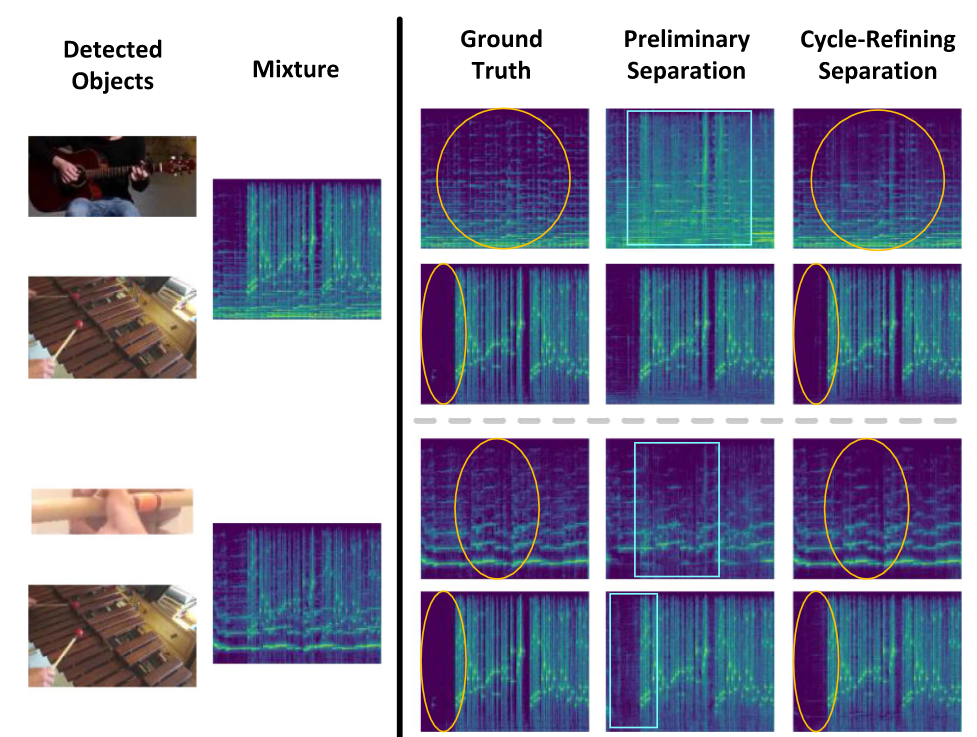 Detected
Objects
Mixture
Ground
Truth
Preliminary
Separation
Cycle-Refining
Separation